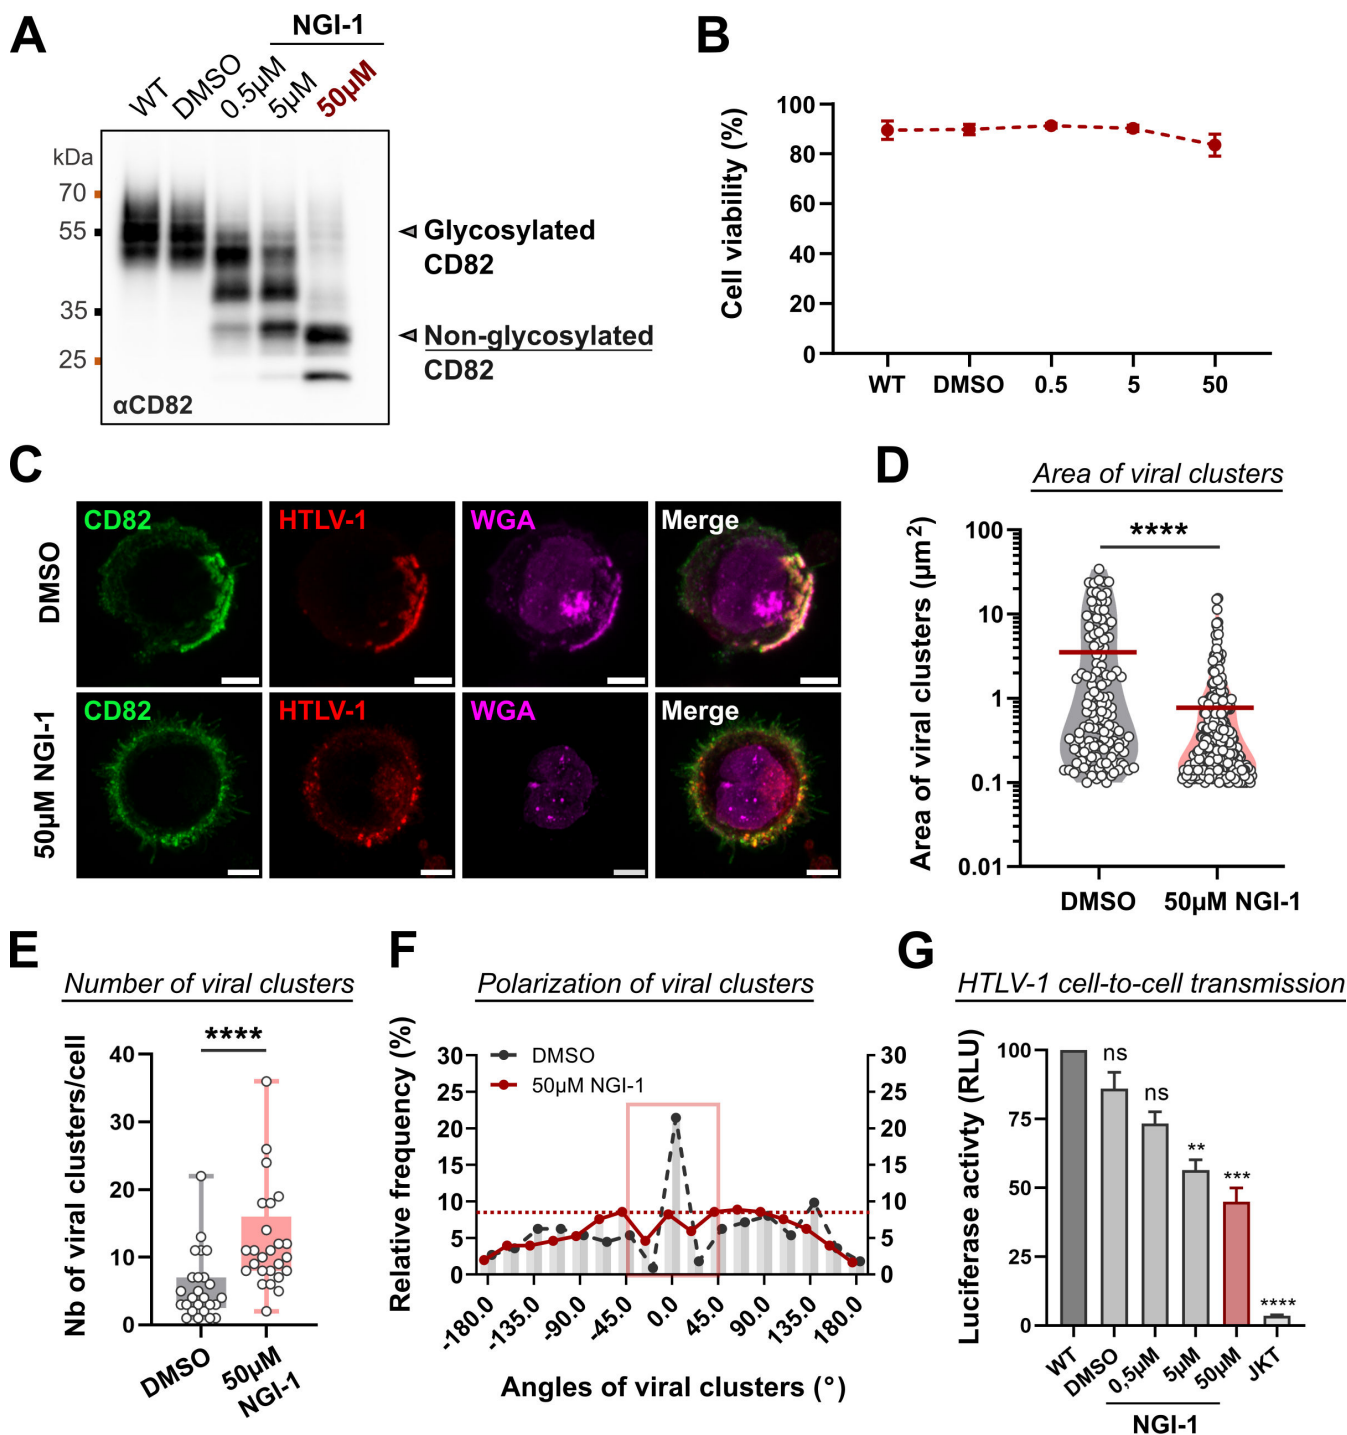 A
NGI-1
WT
DMSO
0.5µM
5µM
50µM
kDa
70
55
35
25
Glycosylated
CD82
Non-glycosylated
CD82
αCD82
B
Cell viability (%)
100
80
60
40
20
0
WT
DMSO
0.5
5
50
C
DMSO
CD82
HTLV-1
WGA
Merge
50µM NGI-1
CD82
HTLV-1
WGA
Merge
D
Area of viral clusters
Area of viral clusters (µm²)
****
100
10
1
0.1
0.01
DMSO
50µM NGI-1
E
Number of viral clusters
Nb of viral clusters/cell
****
40
30
20
10
0
DMSO
50µM
NGI-1
F
Polarization of viral clusters
Relative frequency (%)
DMSO
50µM NGI-1
30
25
20
15
10
5
0
30
25
20
15
10
5
0
-180.0
-135.0
-90.0
-45.0
0.0
45.0
90.0
135.0
180.0
Angles of viral clusters (°)
G
HTLV-1 cell-to-cell transmission
Luciferase activty (RLU)
100
75
50
25
0
ns
ns
**
***
****
WT
DMSO
0,5µM
5µM
50µM
JKT
NGI-1